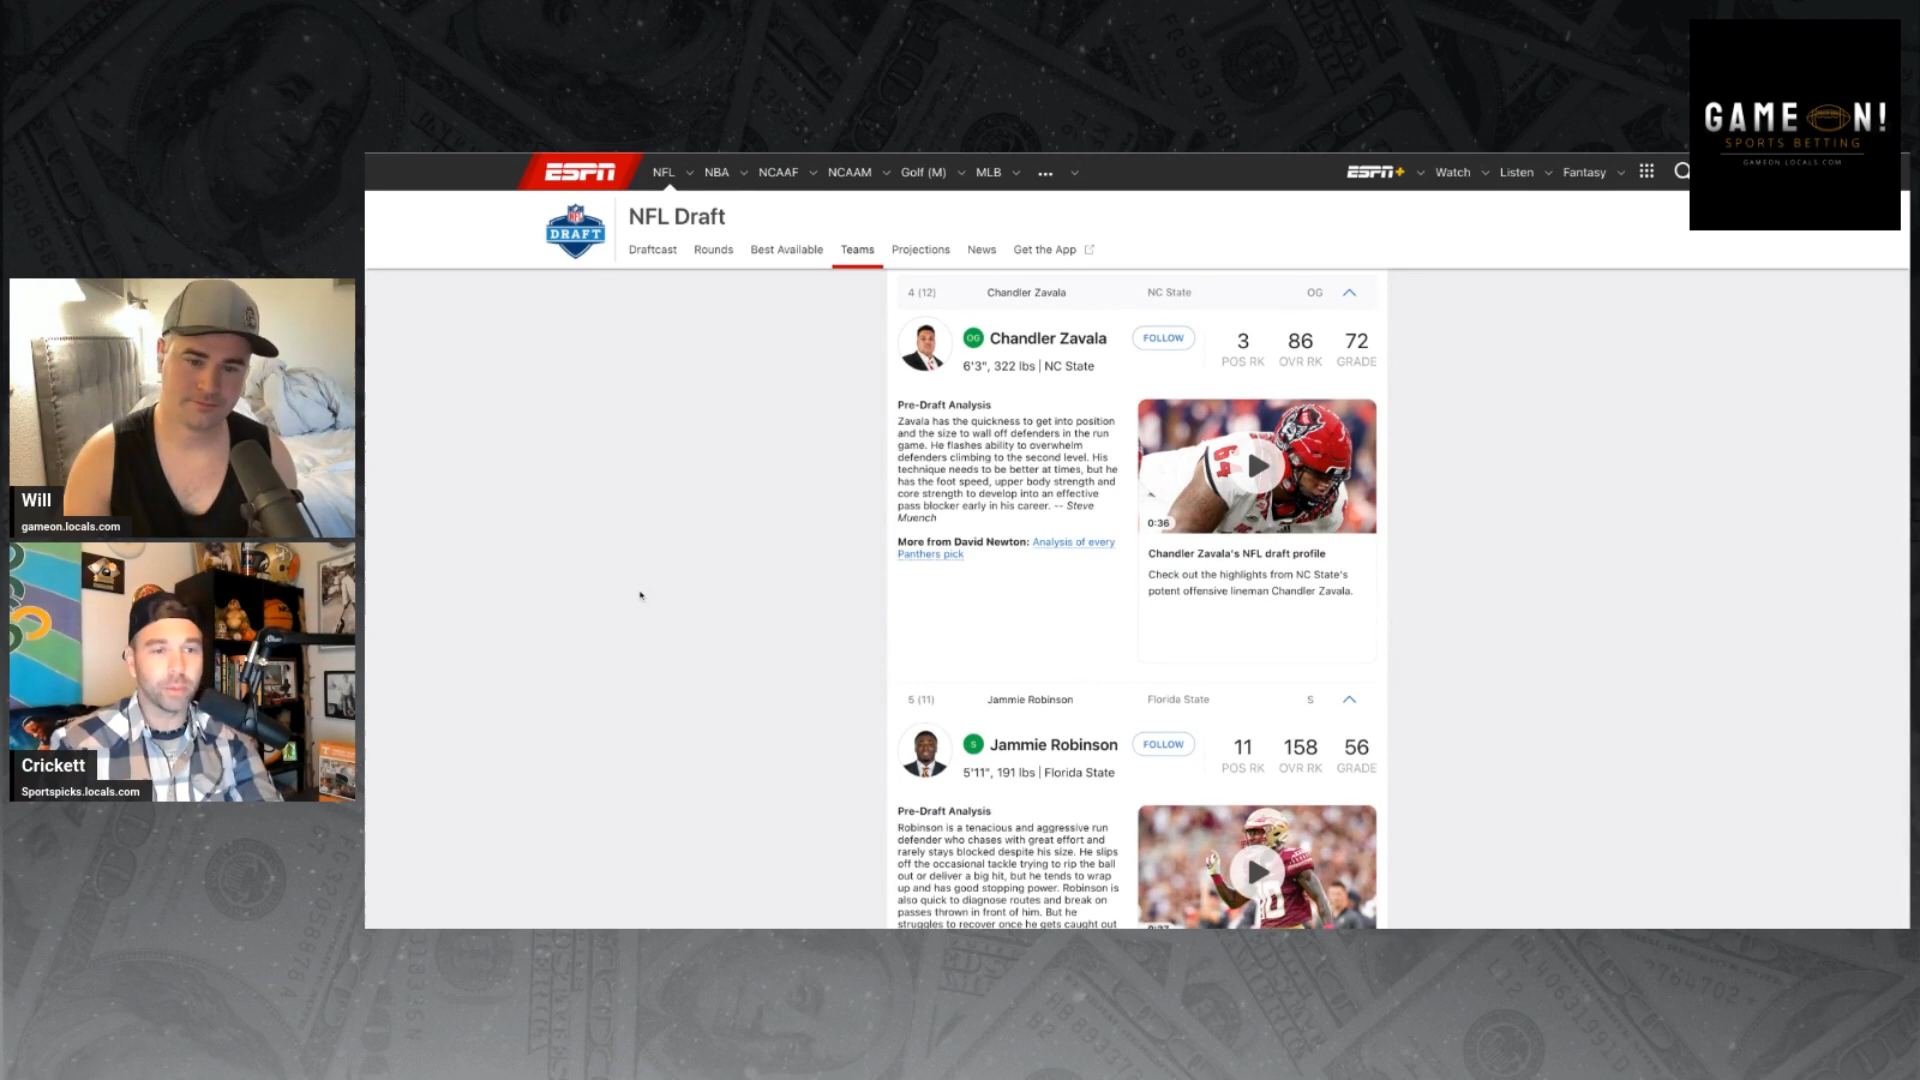 GAME ON!
SPORTS BETTING
GAMEON.LOCALS.COM
ESPN
NFL
NBA
NCAAF
NCAAM
Golf (M)
MLB
ESPN+
Watch
Listen
Fantasy
NFL
DRAFT
NFL Draft
Draftcast
Rounds
Best Available
Teams
Projections
News
Get the App
4 (12)
Chandler Zavala
NC State
OG
OG
Chandler Zavala
6'3", 322 lbs | NC State
FOLLOW
3
POS RK
86
OVR RK
72
GRADE
Pre-Draft Analysis
Zavala has the quickness to get into position
and the size to wall off defenders in the run
game. He flashes ability to overwhelm
defenders climbing to the second level. His
technique needs to be better at times, but he
has the foot speed, upper body strength and
core strength to develop into an effective
pass blocker early in his career. -- Steve
Muench
More from David Newton: Analysis of every
Panthers pick
64
0:36
Chandler Zavala's NFL draft profile
Check out the highlights from NC State's
potent offensive lineman Chandler Zavala.
5 (11)
Jammie Robinson
Florida State
S
S
Jammie Robinson
5'11", 191 lbs | Florida State
FOLLOW
11
POS RK
158
OVR RK
56
GRADE
Pre-Draft Analysis
Robinson is a tenacious and aggressive run
defender who chases with great effort and
rarely stays blocked despite his size. He slips
off the occasional tackle trying to rip the ball
out or deliver a big hit, but he tends to wrap
up and has good stopping power. Robinson is
also quick to diagnose routes and break on
passes thrown in front of him. But he
struggles to recover once he gets caught out
Will
gameon.locals.com
Crickett
Sportspicks.locals.com